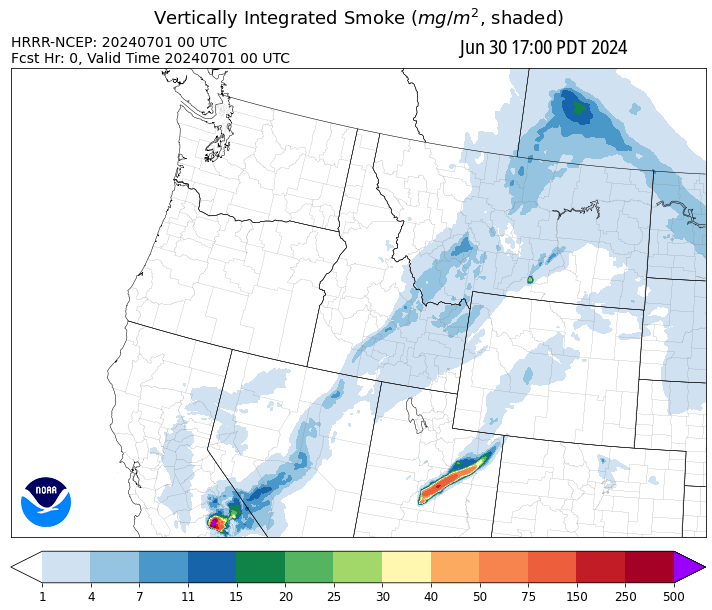 Vertically Integrated Smoke (mg/m², shaded)
HRRR-NCEP: 20240701 00 UTC
Jun 30 17:00 PDT 2024
Fcst Hr: 0, Valid Time 20240701 00 UTC
NOAA
1 4 7 11 15 20 25 30 40 50 75 150 250 500